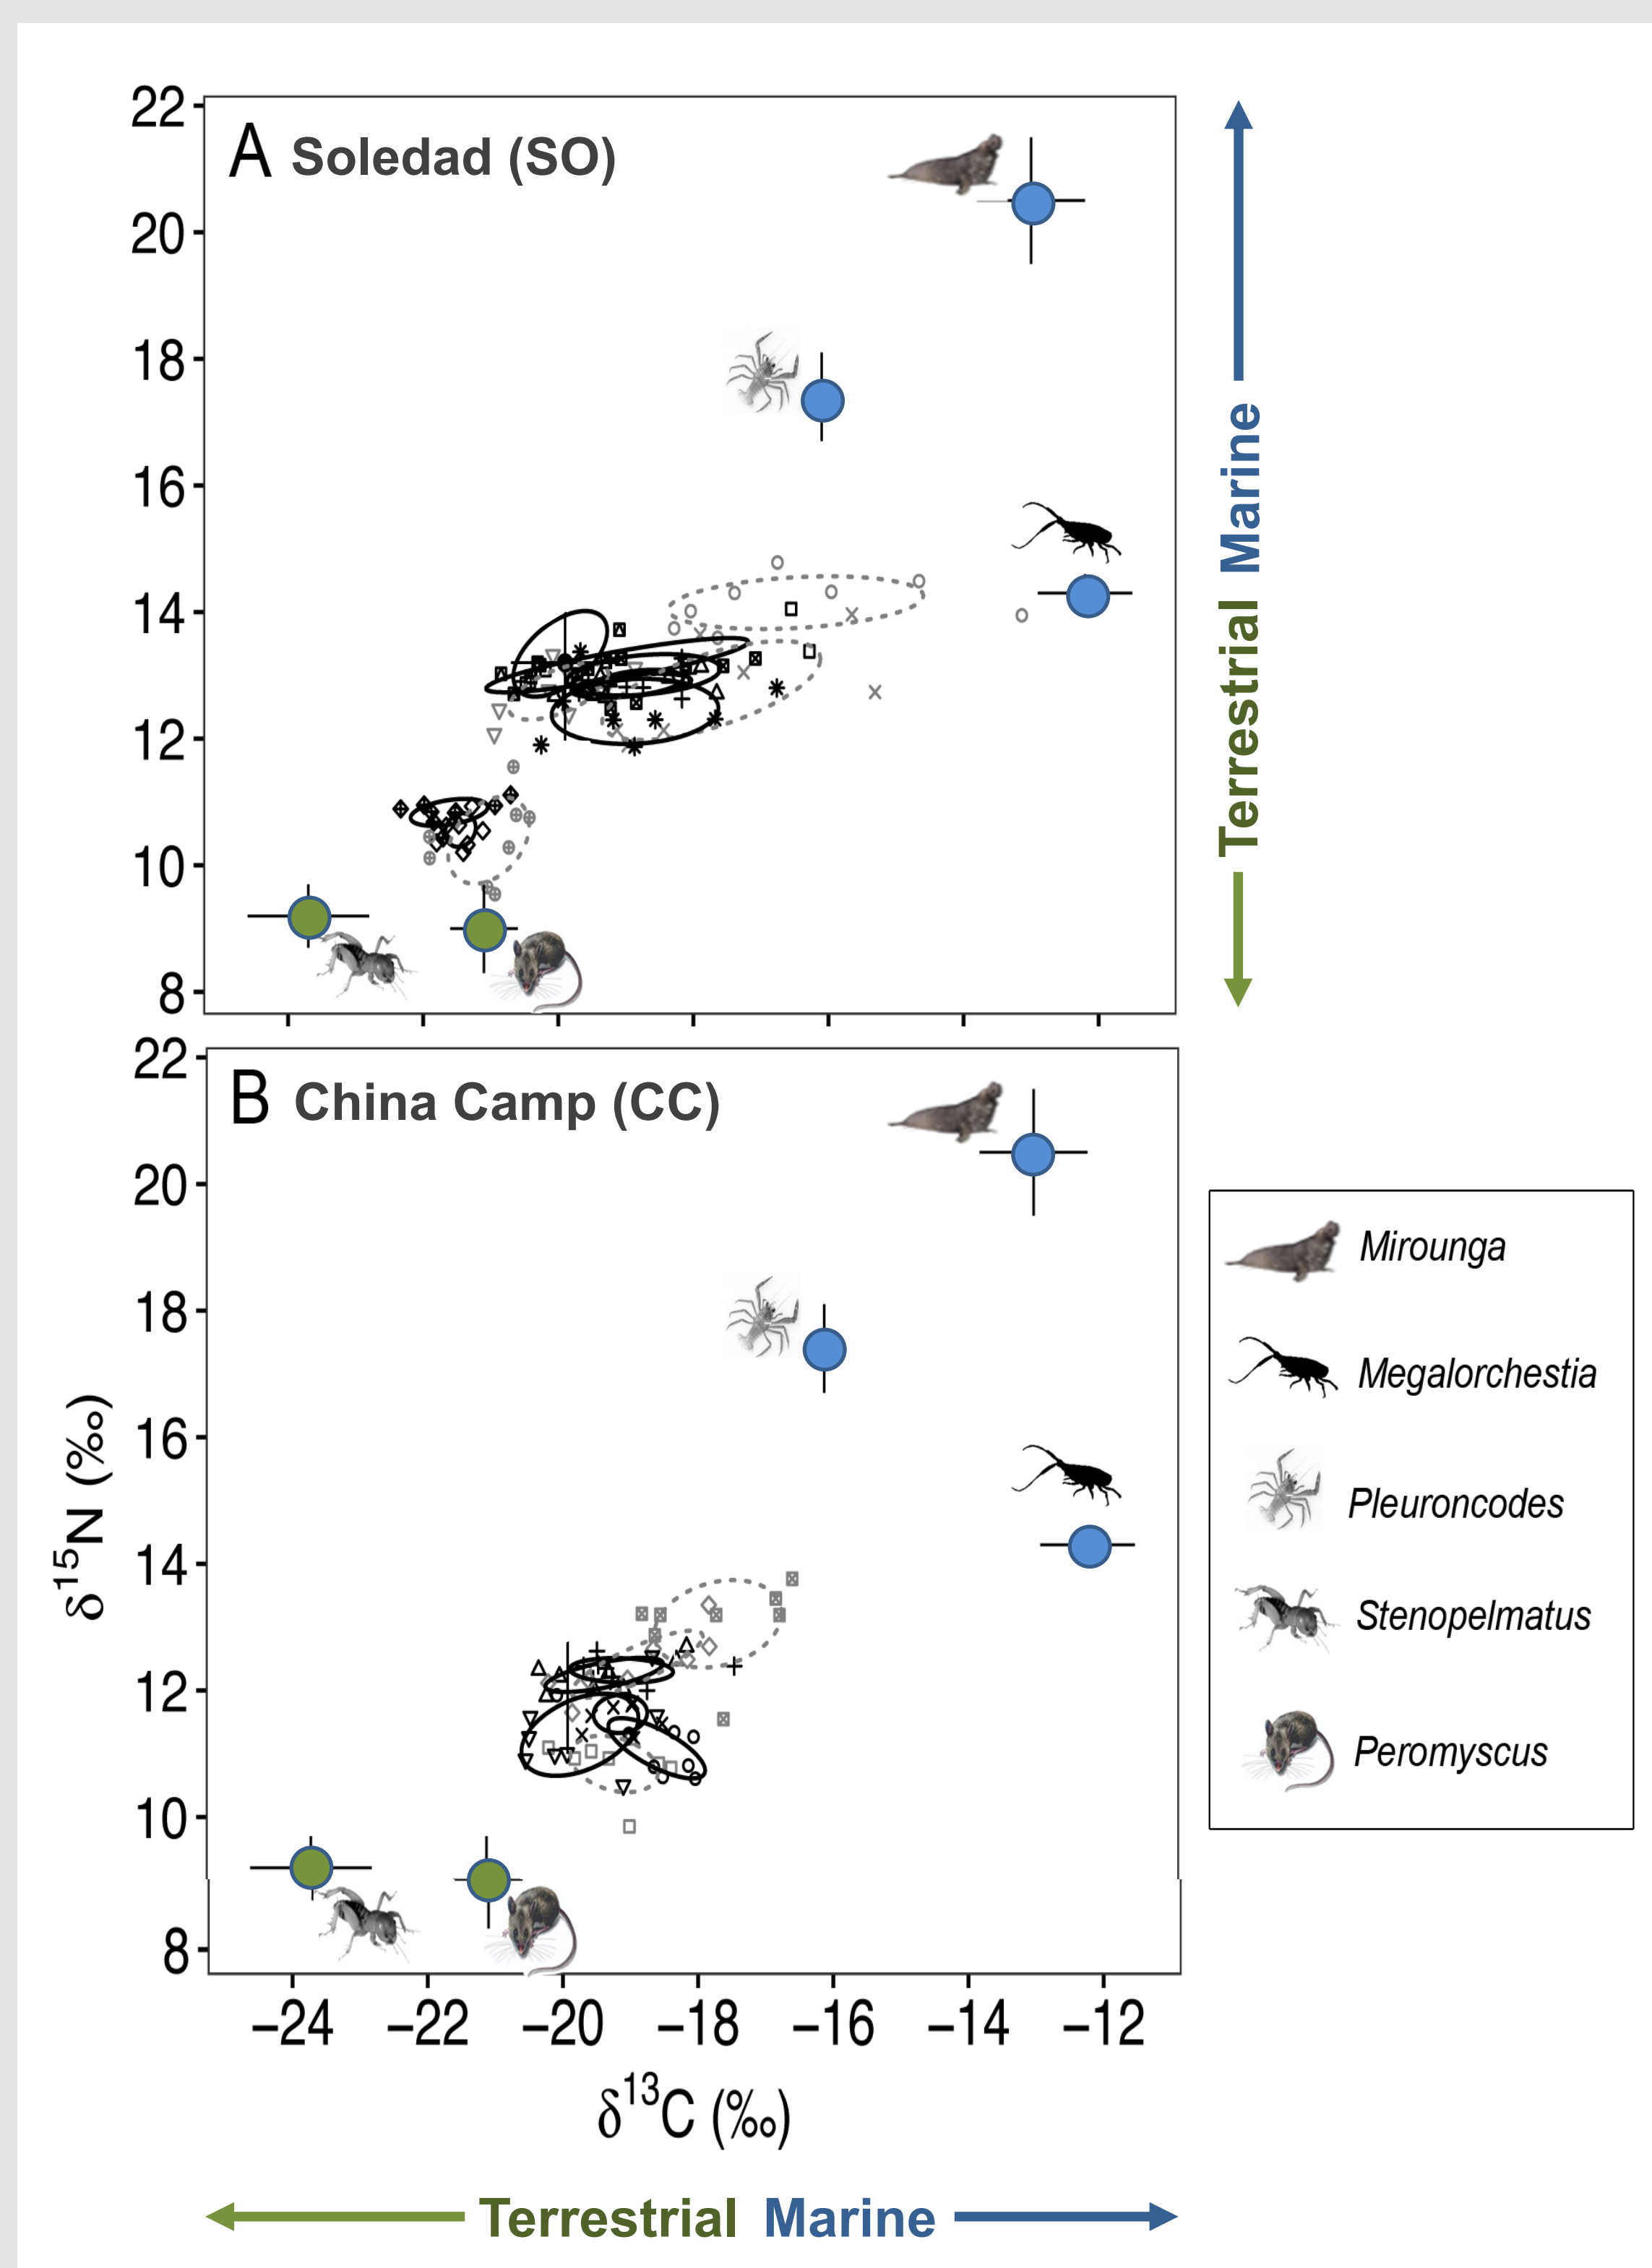 A Soledad (SO)
22
20
18
16
14
12
10
8
Terrestrial Marine
B China Camp (CC)
22
20
18
16
14
12
10
8
δ15N (‰)
−24 −22 −20 −18 −16 −14 −12
δ13C (‰)
Terrestrial Marine
Mirounga
Megalorchestia
Pleuroncodes
Stenopelmatus
Peromyscus